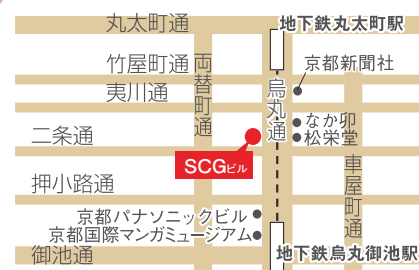 丸太町通
地下鉄丸太町駅
竹屋町通
両替町通
京都新聞社
夷川通
烏丸通
なか卯
二条通
松栄堂
SCGビル
車屋町通
押小路通
京都パナソニックビル
京都国際マンガミュージアム
御池通
地下鉄烏丸御池駅